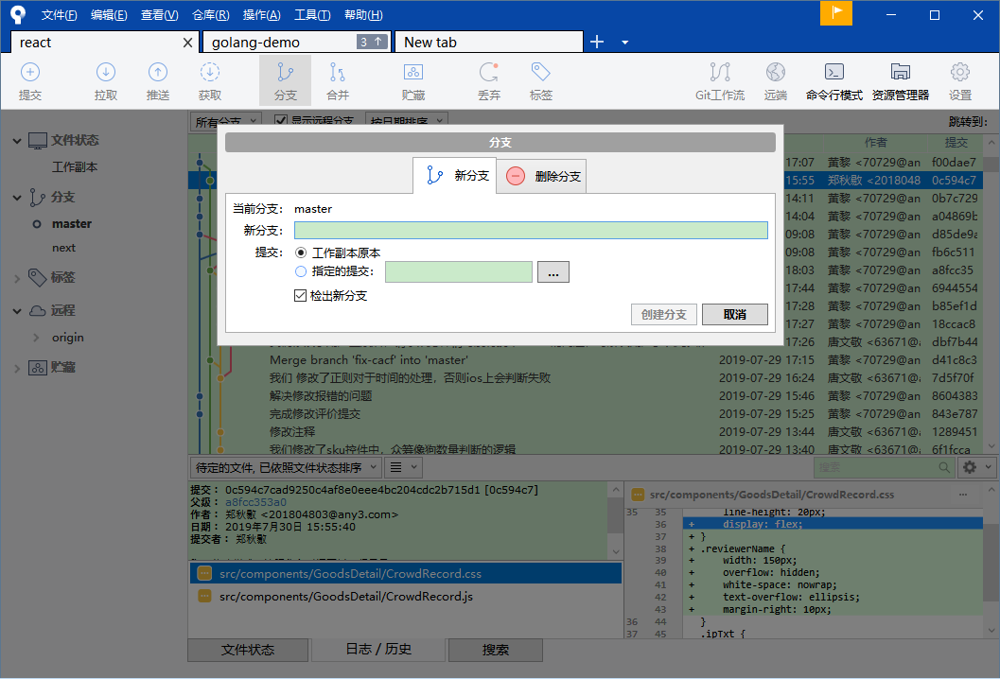 文件(F) 编辑(E) 查看(V) 仓库(R) 操作(A) 工具(T) 帮助(H)
react
golang-demo 3
New tab
提交 拉取 推送 获取 分支 合并 贮藏 丢弃 标签 Git工作流 远端 命令行模式 资源管理器 设置
所有分支 显示远程分支 按日期排序 跳转到:
文件状态
工作副本
分支
master
next
标签
远程
origin
贮藏
作者 提交
17:07 黄黎 <70729@an f00dae7
15:55 郑秋敭 <2018048 0c594c7
14:11 黄黎 <70729@an 0b7c729
14:04 黄黎 <70729@an a04869b
09:08 黄黎 <70729@an d85de9a
09:08 黄黎 <70729@an fb6c511
18:03 黄黎 <70729@an a8fcc35
17:44 黄黎 <70729@an 6944554
17:28 黄黎 <70729@an b85ef1d
17:27 黄黎 <70729@an 18ccac8
17:26 唐文敬 <63671@a dbf7b44
Merge branch 'fix-cacf' into 'master' 2019-07-29 17:15 黄黎 <70729@an d41c8c3
我们 修改了正则对于时间的处理，否则ios上会判断失败 2019-07-29 16:24 唐文敬 <63671@a 7d5f70f
解决修改报错的问题 2019-07-29 15:46 黄黎 <70729@an 8604383
完成修改评价提交 2019-07-29 15:25 黄黎 <70729@an 843e787
修改注释 2019-07-29 13:44 唐文敬 <63671@a 1289451
我们修改了sku控件中，众筹像狗数量判断的逻辑 2019-07-29 13:40 唐文敬 <63671@a 6f1fcca
分支
新分支 删除分支
当前分支: master
新分支:
提交: 工作副本原本
指定的提交: ...
检出新分支
创建分支 取消
待定的文件, 已依照文件状态排序 搜索
提交: 0c594c7cad9250c4af8e0eee4bc204cdc2b715d1 [0c594c7]
父级: a8fcc353a0
作者: 郑秋敭 <201804803@any3.com>
日期: 2019年7月30日 15:55:40
提交者: 郑秋敭
src/components/GoodsDetail/CrowdRecord.css
src/components/GoodsDetail/CrowdRecord.js
src/components/GoodsDetail/CrowdRecord.css ...
35 35 line-height: 20px;
36 + display: flex;
37 + }
38 + .reviewerName {
39 + width: 150px;
40 + overflow: hidden;
41 + white-space: nowrap;
42 + text-overflow: ellipsis;
43 + margin-right: 10px;
36 44 }
37 45 .ipTxt {
文件状态 日志 / 历史 搜索